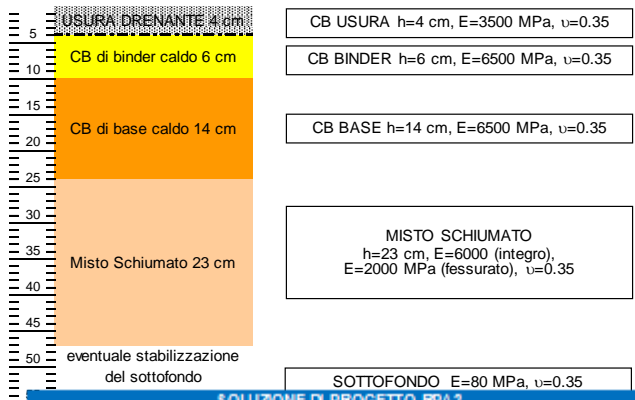 USURA DRENANTE 4 cm
CB di binder caldo 6 cm
CB di base caldo 14 cm
Misto Schiumato 23 cm
eventuale stabilizzazione
del sottofondo
5
10
15
20
25
30
35
40
45
50
CB USURA h=4 cm, E=3500 MPa, υ=0.35
CB BINDER h=6 cm, E=6500 MPa, υ=0.35
CB BASE h=14 cm, E=6500 MPa, υ=0.35
MISTO SCHIUMATO
h=23 cm, E=6000 (integro),
E=2000 MPa (fessurato), υ=0.35
SOTTOFONDO E=80 MPa, υ=0.35
SOLUZIONE DI PROGETTO